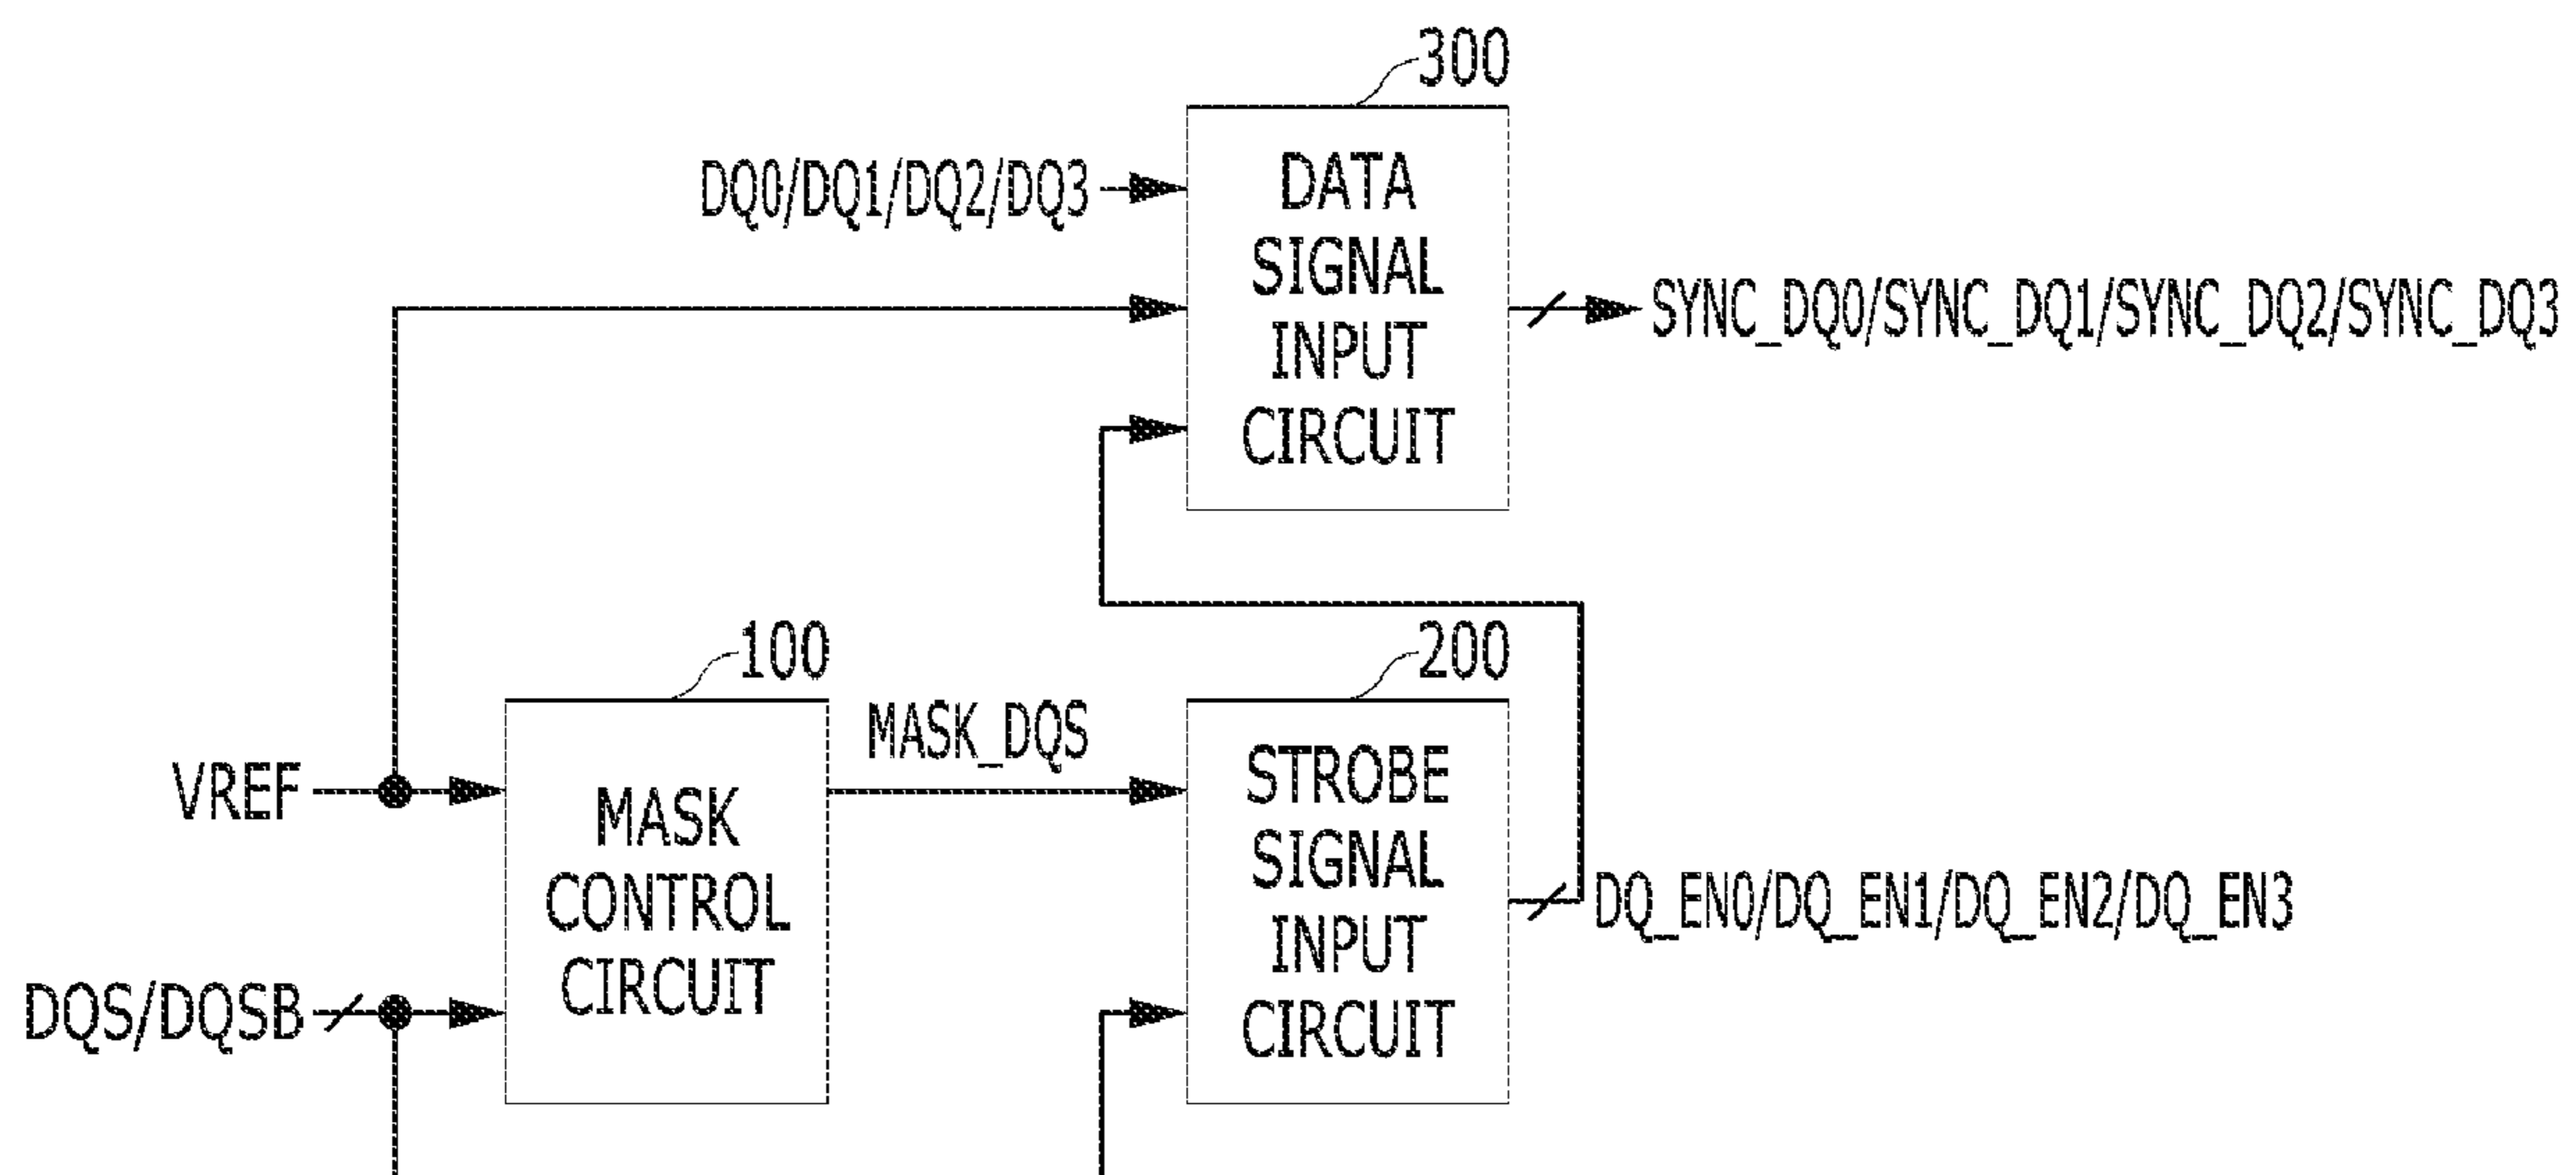 300
DQ0/DQ1/DQ2/DQ3
DATA
SIGNAL
INPUT
CIRCUIT
SYNC_DQ0/SYNC_DQ1/SYNC_DQ2/SYNC_DQ3
100
200
MASK_DQS
VREF
MASK
CONTROL
CIRCUIT
STROBE
SIGNAL
INPUT
CIRCUIT
DQ_EN0/DQ_EN1/DQ_EN2/DQ_EN3
DQS/DQSB